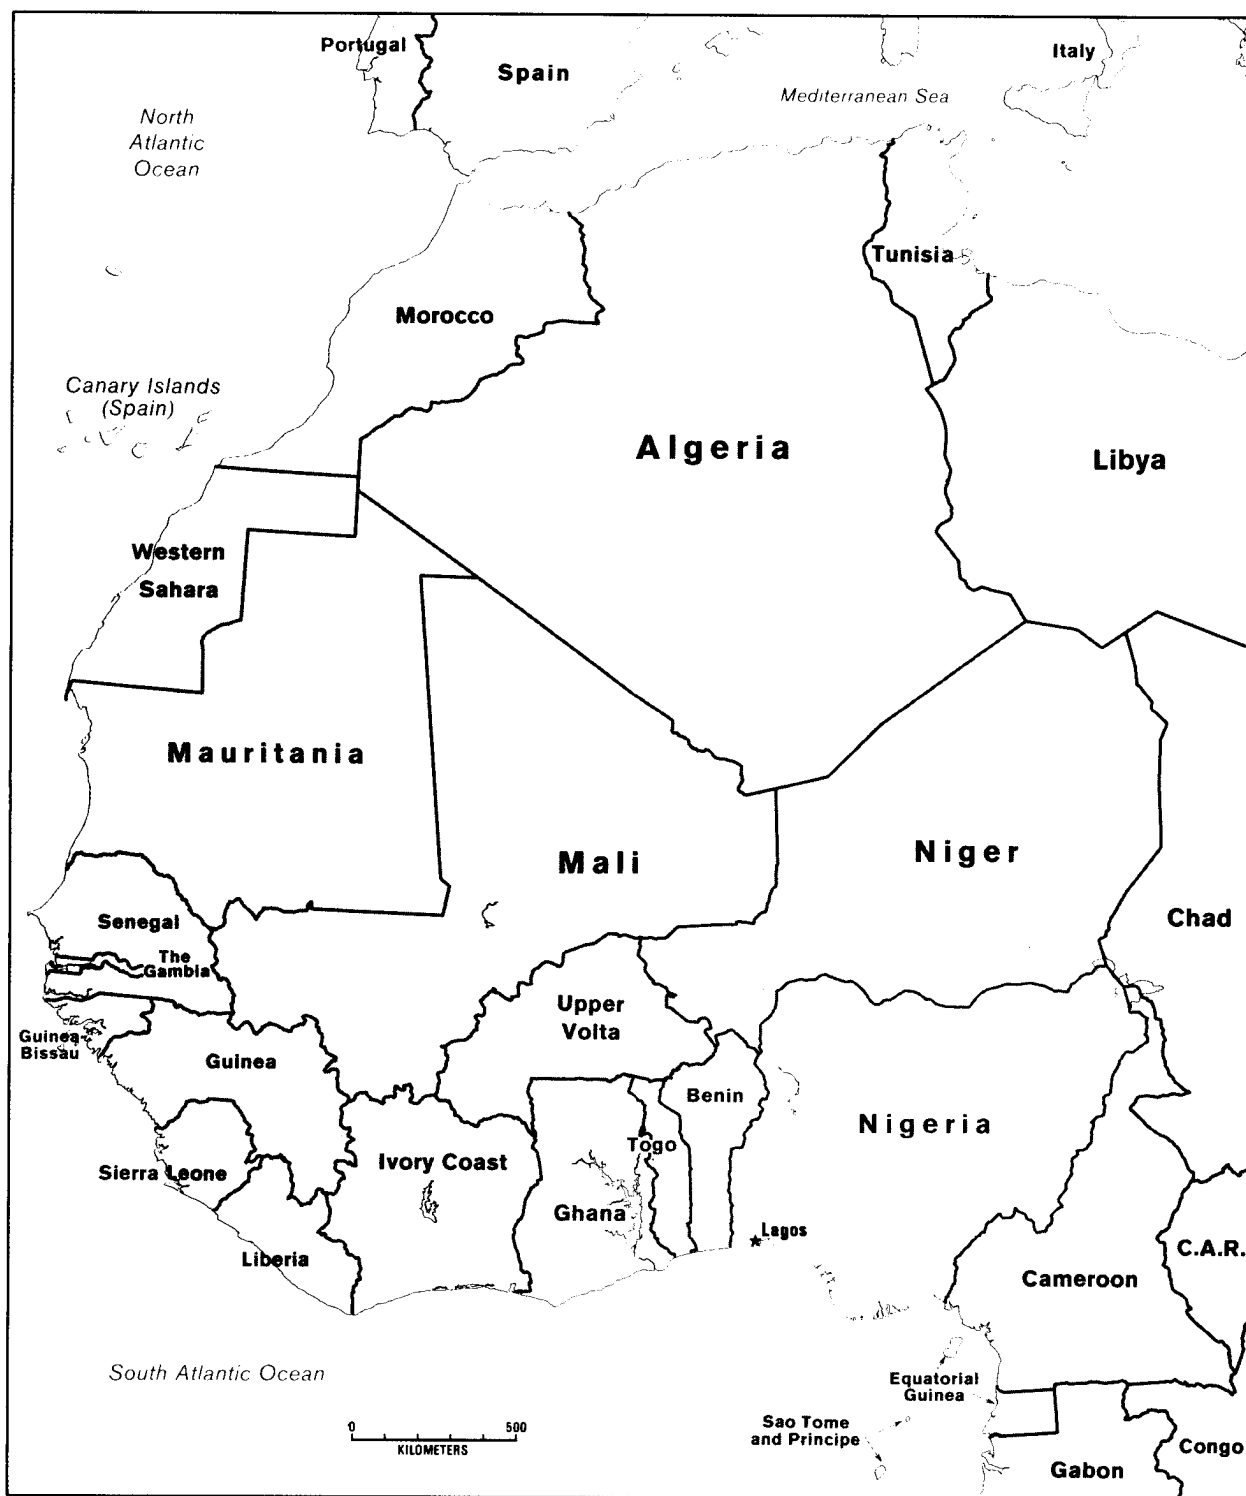 Portugal
Spain
Italy
Mediterranean Sea
North
Atlantic
Ocean
Tunisia
Morocco
Canary Islands
(Spain)
Algeria
Libya
Western
Sahara
Mauritania
Mali
Niger
Chad
Senegal
The
Gambia
Upper
Volta
Guinea-
Bissau
Guinea
Benin
Nigeria
Togo
Ivory Coast
Sierra Leone
Ghana
Lagos
Liberia
C.A.R.
Cameroon
South Atlantic Ocean
Equatorial
Guinea
Sao Tome
and Principe
0 500
KILOMETERS
Congo
Gabon